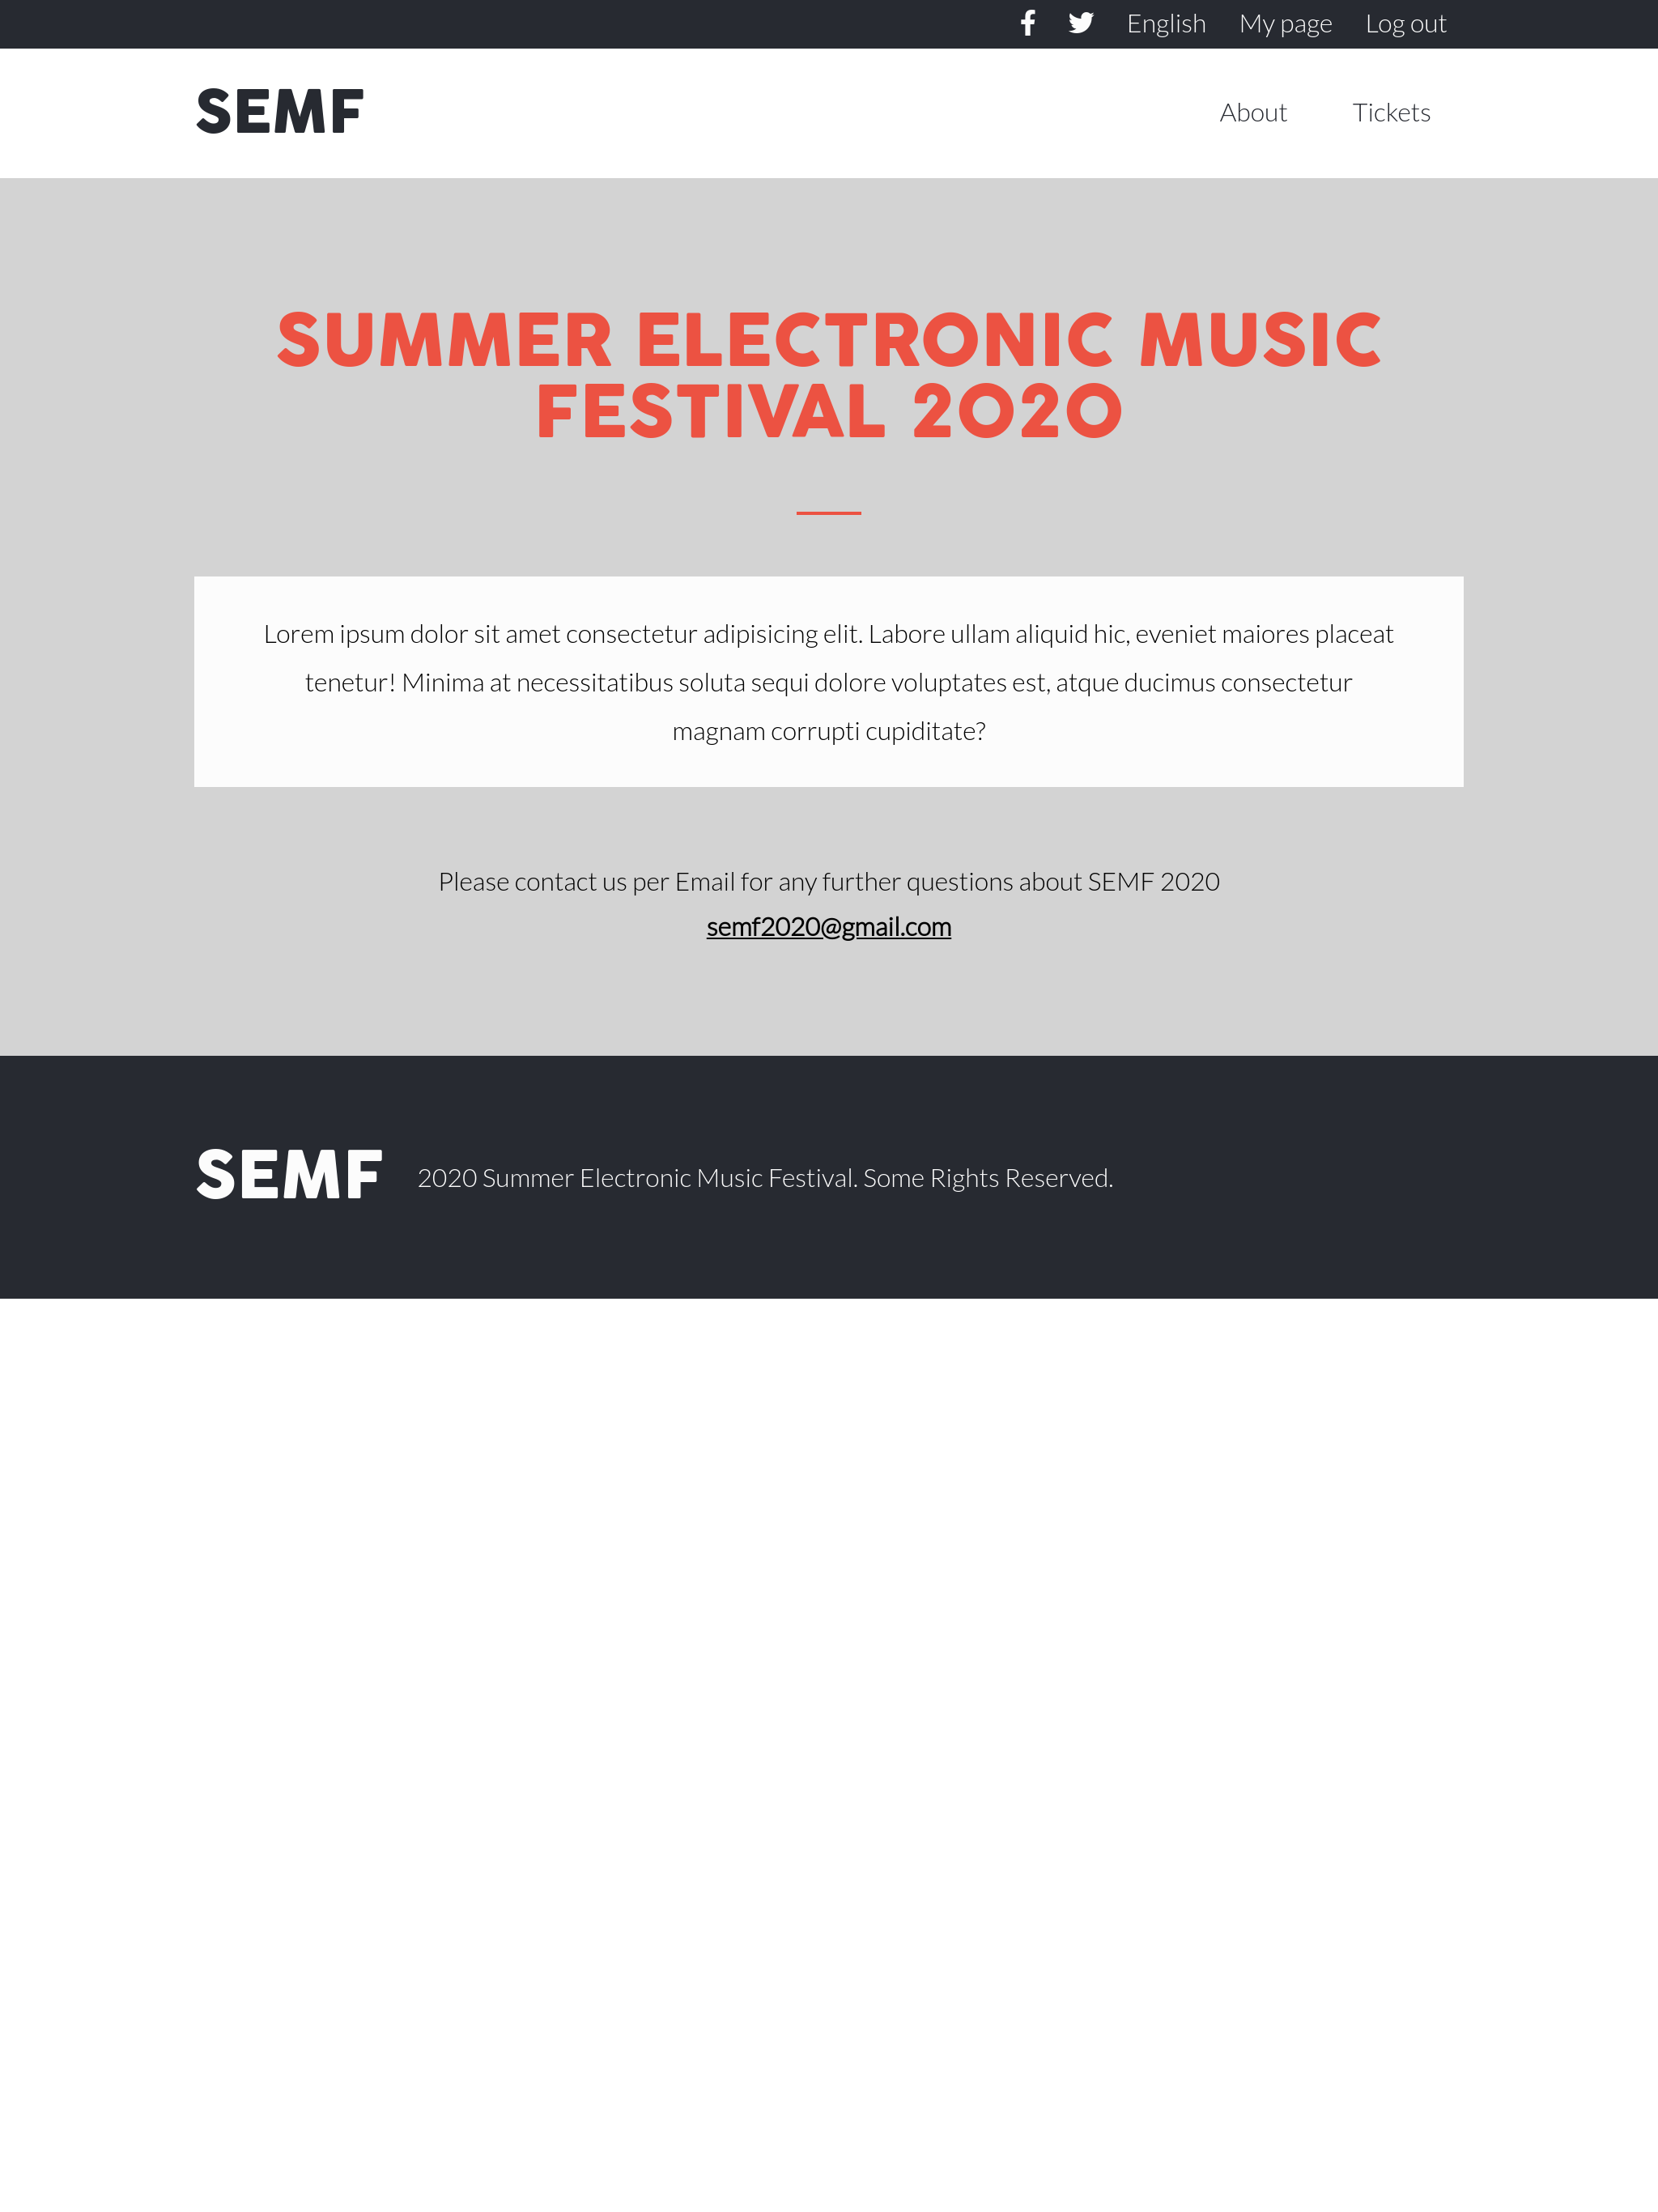 English My page Log out
SEMF
About Tickets
SUMMER ELECTRONIC MUSIC
FESTIVAL 2020
Lorem ipsum dolor sit amet consectetur adipisicing elit. Labore ullam aliquid hic, eveniet maiores placeat
tenetur! Minima at necessitatibus soluta sequi dolore voluptates est, atque ducimus consectetur
magnam corrupti cupiditate?
Please contact us per Email for any further questions about SEMF 2020
semf2020@gmail.com
SEMF 2020 Summer Electronic Music Festival. Some Rights Reserved.